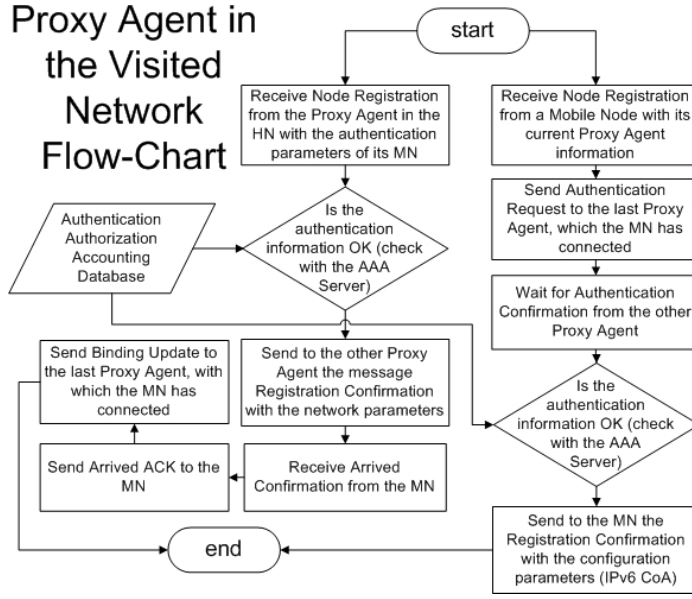 Proxy Agent in
the Visited
Network
Flow-Chart
start
Receive Node Registration
from the Proxy Agent in the
HN with the authentication
parameters of its MN
Receive Node Registration
from a Mobile Node with its
current Proxy Agent
information
Send Authentication
Request to the last Proxy
Agent, which the MN has
connected
Authentication
Authorization
Accounting
Database
Is the
authentication
information OK (check
with the AAA
Server)
Wait for Authentication
Confirmation from the other
Proxy Agent
Send Binding Update to
the last Proxy Agent, with
which the MN has
connected
Send to the other Proxy
Agent the message
Registration Confirmation
with the network parameters
Is the
authentication
information OK (check
with the AAA
Server)
Send Arrived ACK to the
MN
Receive Arrived
Confirmation from the MN
Send to the MN the
Registration Confirmation
with the configuration
parameters (IPv6 CoA)
end